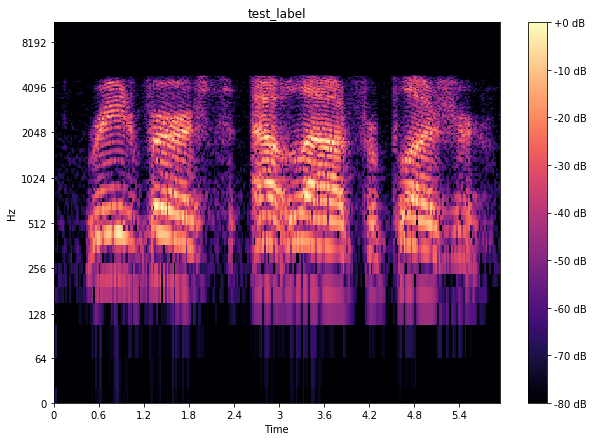 test_label
8192
4096
2048
1024
512
256
128
64
0
Hz
0 0.6 1.2 1.8 2.4 3 3.6 4.2 4.8 5.4
Time
+0 dB
-10 dB
-20 dB
-30 dB
-40 dB
-50 dB
-60 dB
-70 dB
-80 dB